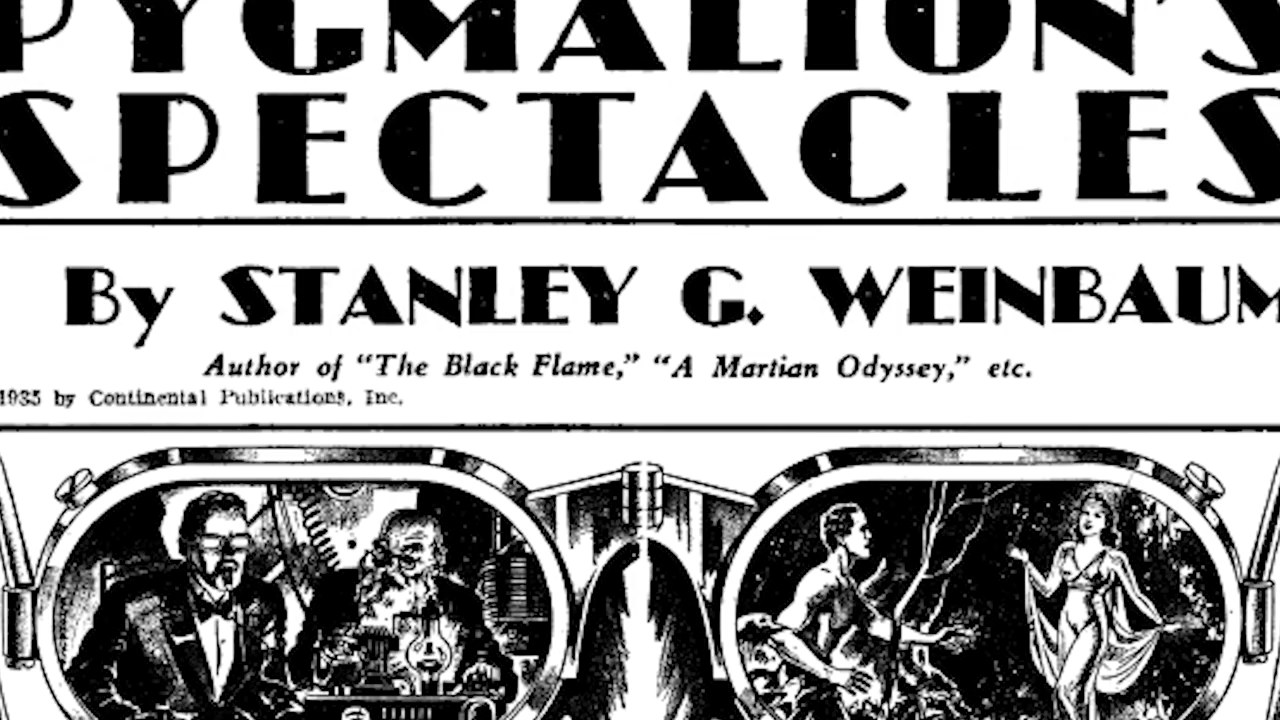 PYGMALION'S
SPECTACLES
By STANLEY G. WEINBAUM
Author of “The Black Flame,” “A Martian Odyssey,” etc.
1935 by Continental Publications, Inc.